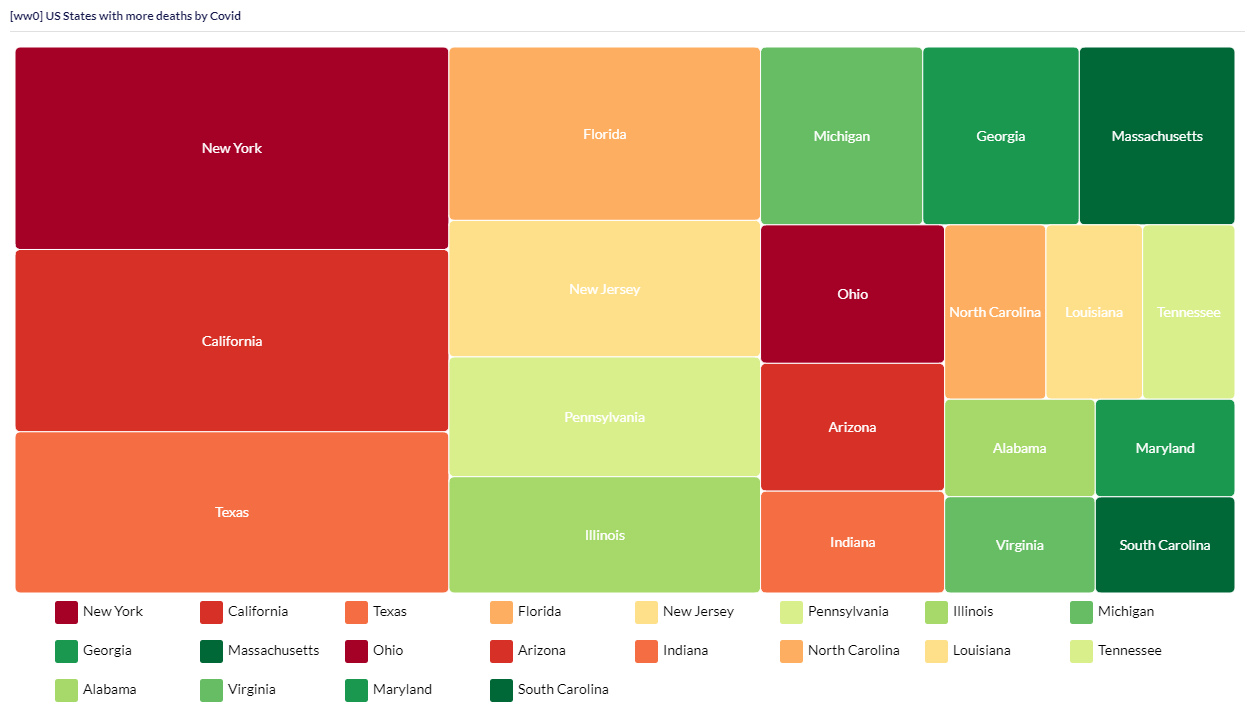 [ww0] US States with more deaths by Covid
New York
California
Texas
Florida
New Jersey
Pennsylvania
Illinois
Michigan
Georgia
Massachusetts
Ohio
Arizona
Indiana
North Carolina
Louisiana
Tennessee
Alabama
Maryland
Virginia
South Carolina
New York California Texas Florida New Jersey Pennsylvania Illinois Michigan
Georgia Massachusetts Ohio Arizona Indiana North Carolina Louisiana Tennessee
Alabama Virginia Maryland South Carolina